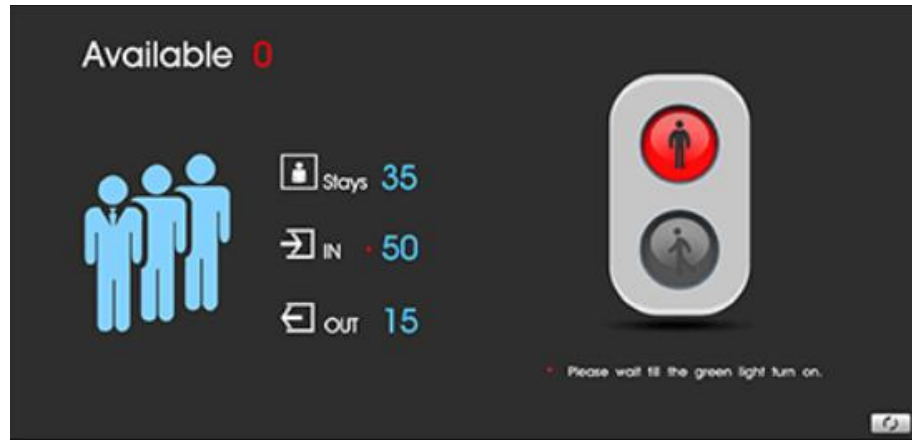 Available 0
Stays 35
IN 50
OUT 15
Please wait till the green light turn on.